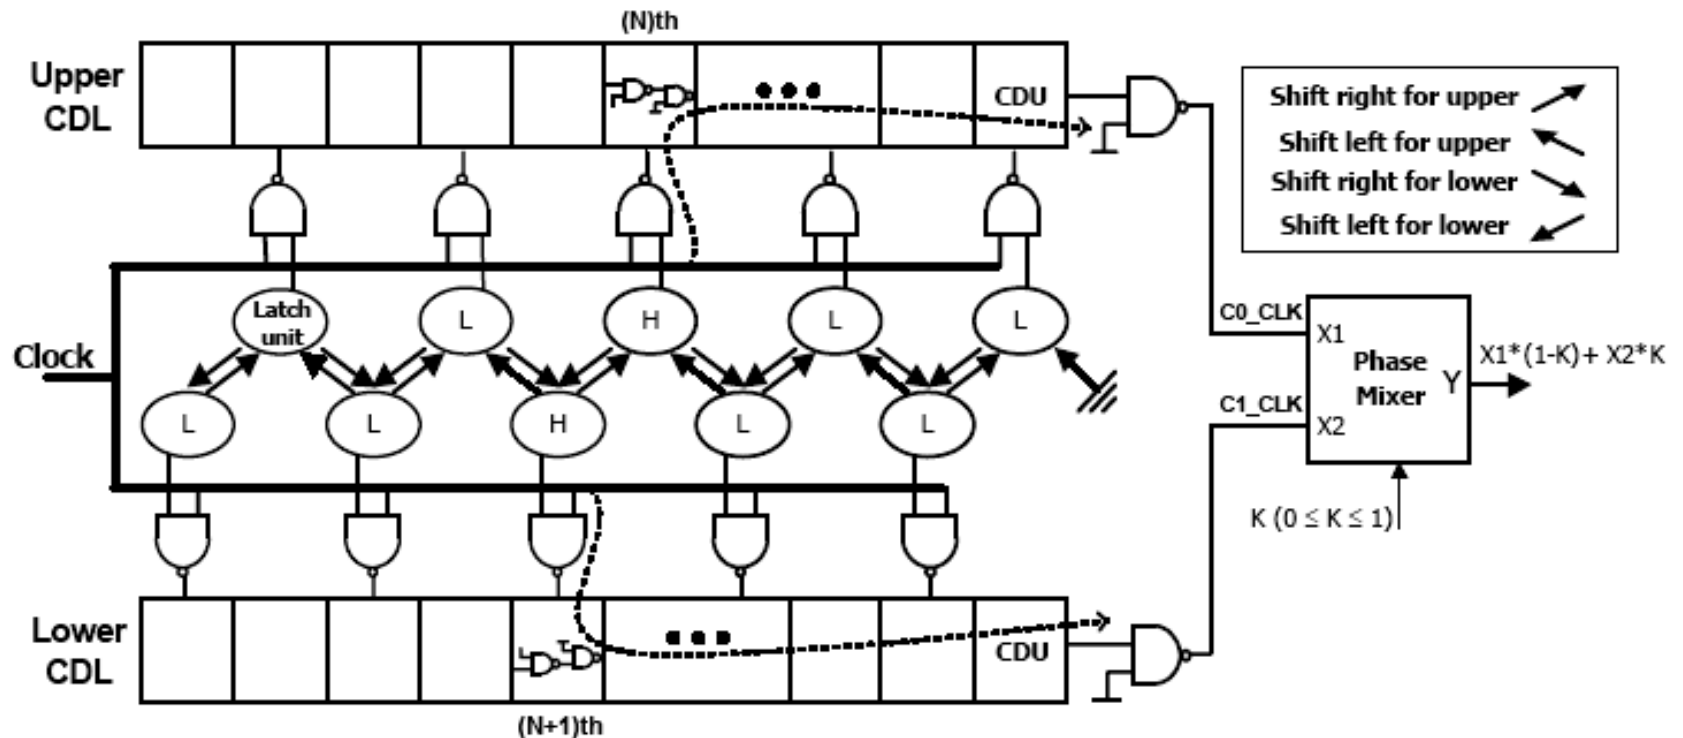 (N)th
Upper
CDL
CDU
Shift right for upper
Shift left for upper
Shift right for lower
Shift left for lower
Clock
Latch
unit
L
H
L
L
L
L
H
L
L
C0_CLK
X1
C1_CLK
X2
Phase
Mixer
Y
X1*(1-K)+ X2*K
K (0 ≤ K ≤ 1)
Lower
CDL
CDU
(N+1)th